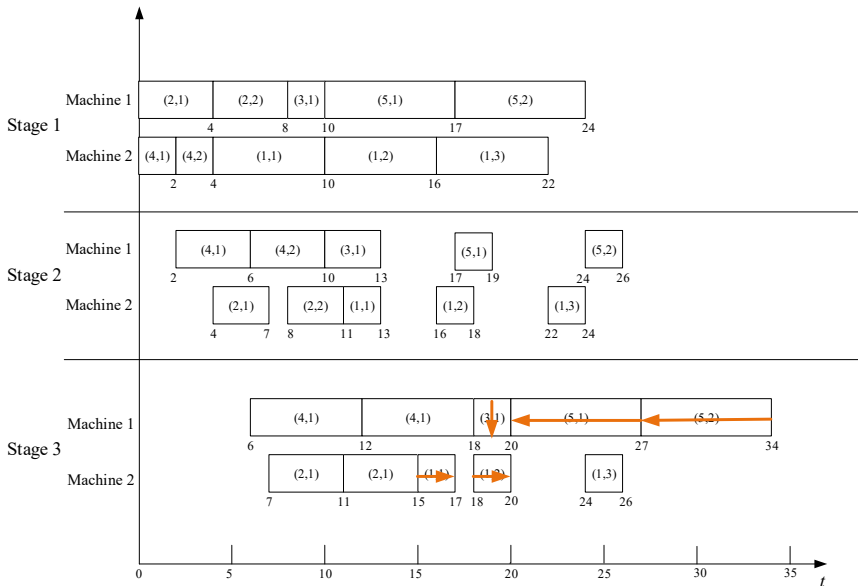 Stage 1
Machine 1
(2,1) (2,2) (3,1) (5,1) (5,2)
4 8 10 17 24
Machine 2
(4,1) (4,2) (1,1) (1,2) (1,3)
2 4 10 16 22
Stage 2
Machine 1
(4,1) (4,2) (3,1) (5,1) (5,2)
2 6 10 13 17 19 24 26
Machine 2
(2,1) (2,2) (1,1) (1,2) (1,3)
4 7 8 11 13 16 18 22 24
Stage 3
Machine 1
(4,1) (4,1) (3,1) (5,1) (5,2)
6 12 18 20 27 34
Machine 2
(2,1) (2,1) (1,1) (1,2) (1,3)
7 11 15 17 18 20 24 26
0 5 10 15 20 25 30 35 t